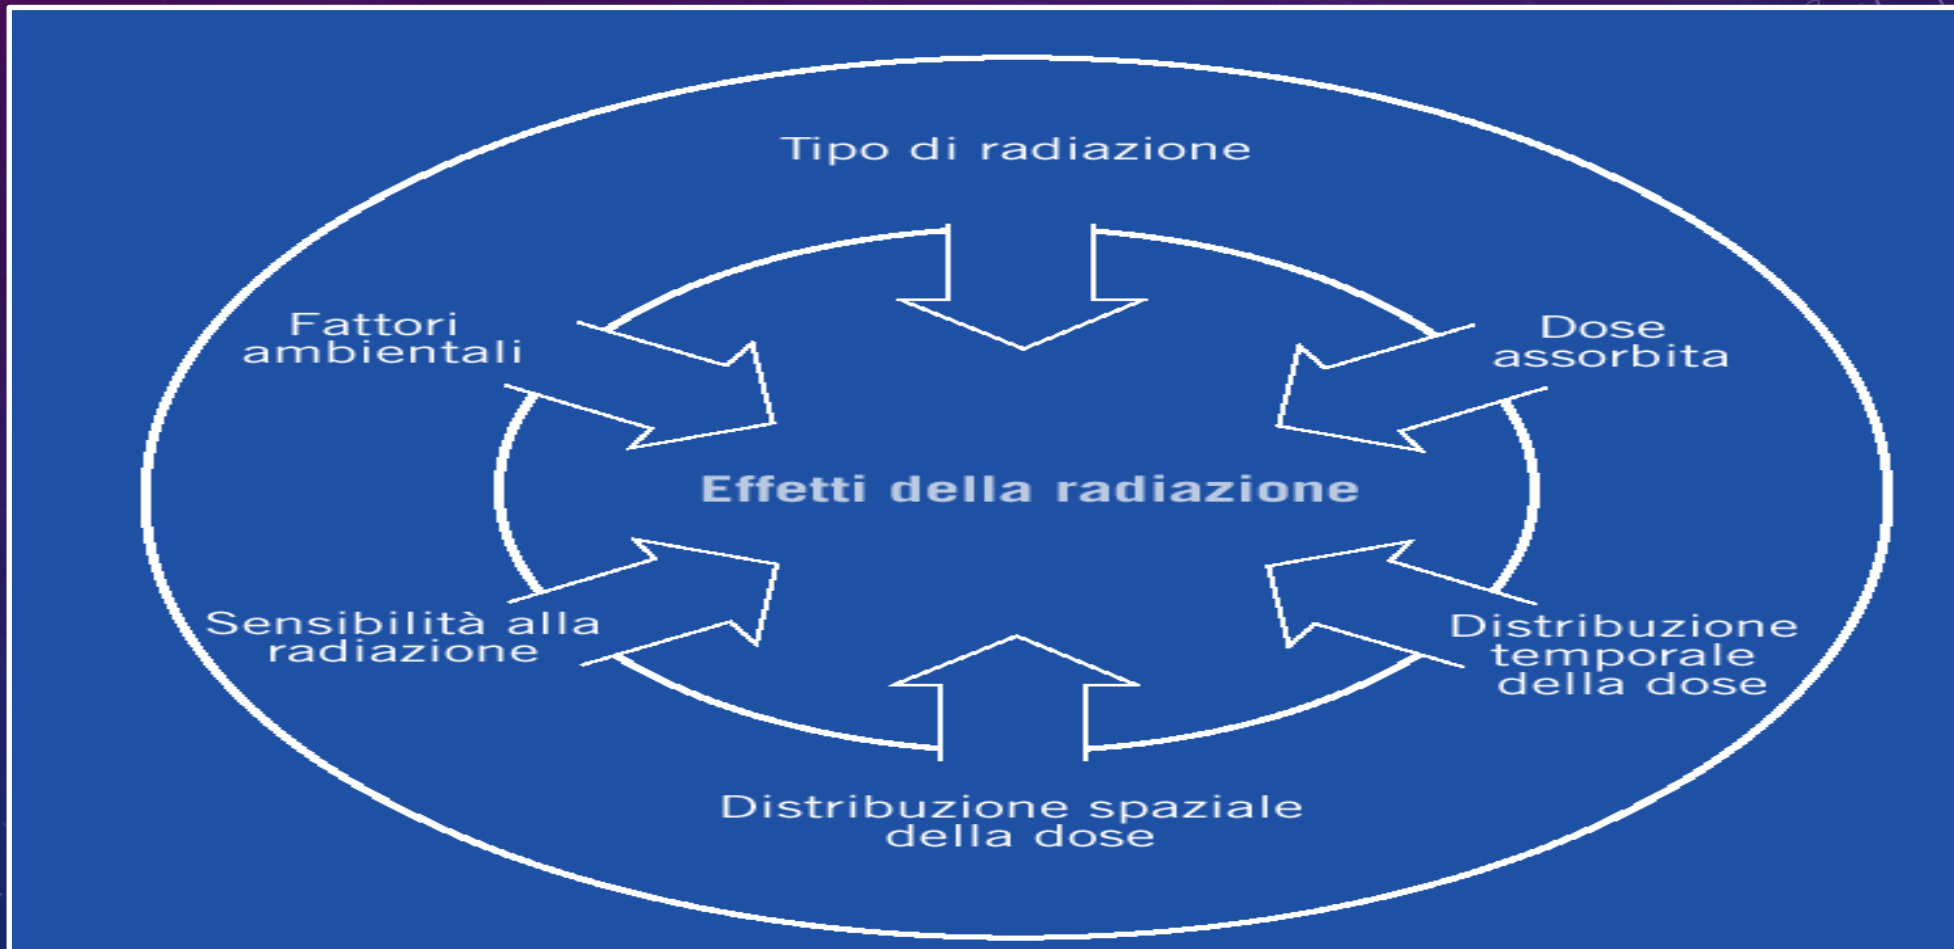 Tipo di radiazione
Fattori
ambientali
Dose
assorbita
Effetti della radiazione
Sensibilità alla
radiazione
Distribuzione
temporale
della dose
Distribuzione spaziale
della dose